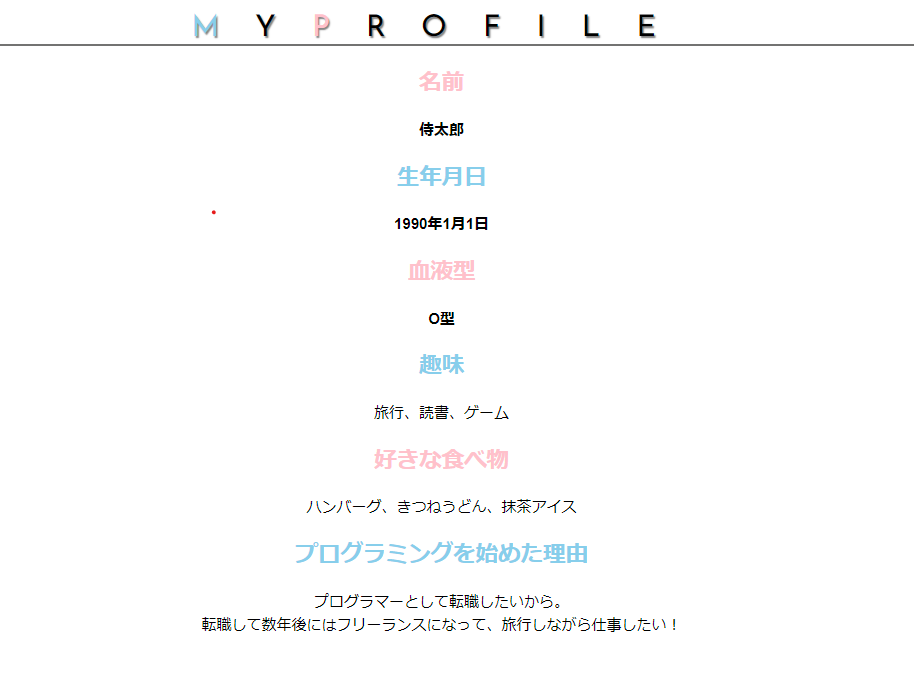 MYPROFILE
名前
侍太郎
生年月日
1990年1月1日
血液型
O型
趣味
旅行、読書、ゲーム
好きな食べ物
ハンバーグ、きつねうどん、抹茶アイス
プログラミングを始めた理由
プログラマーとして転職したいから。
転職して数年後にはフリーランスになって、旅行しながら仕事したい！